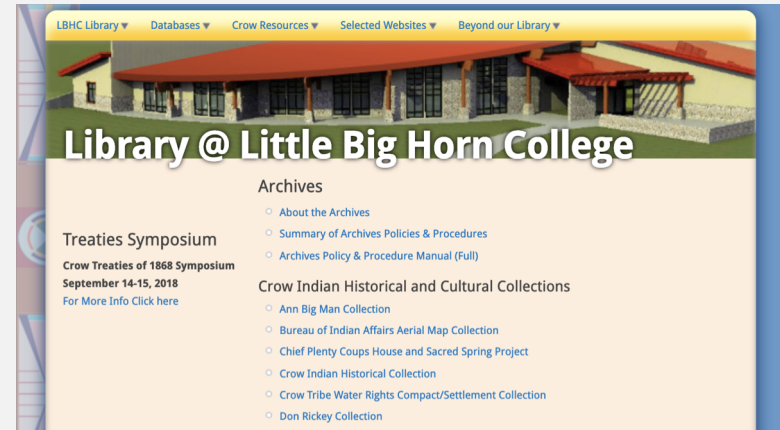 LBHC Library
Databases
Crow Resources
Selected Websites
Beyond our Library
Library @ Little Big Horn College
Treaties Symposium
Crow Treaties of 1868 Symposium
September 14-15, 2018
For More Info Click here
Archives
About the Archives
Summary of Archives Policies & Procedures
Archives Policy & Procedure Manual (Full)
Crow Indian Historical and Cultural Collections
Ann Big Man Collection
Bureau of Indian Affairs Aerial Map Collection
Chief Plenty Coups House and Sacred Spring Project
Crow Indian Historical Collection
Crow Tribe Water Rights Compact/Settlement Collection
Don Rickey Collection